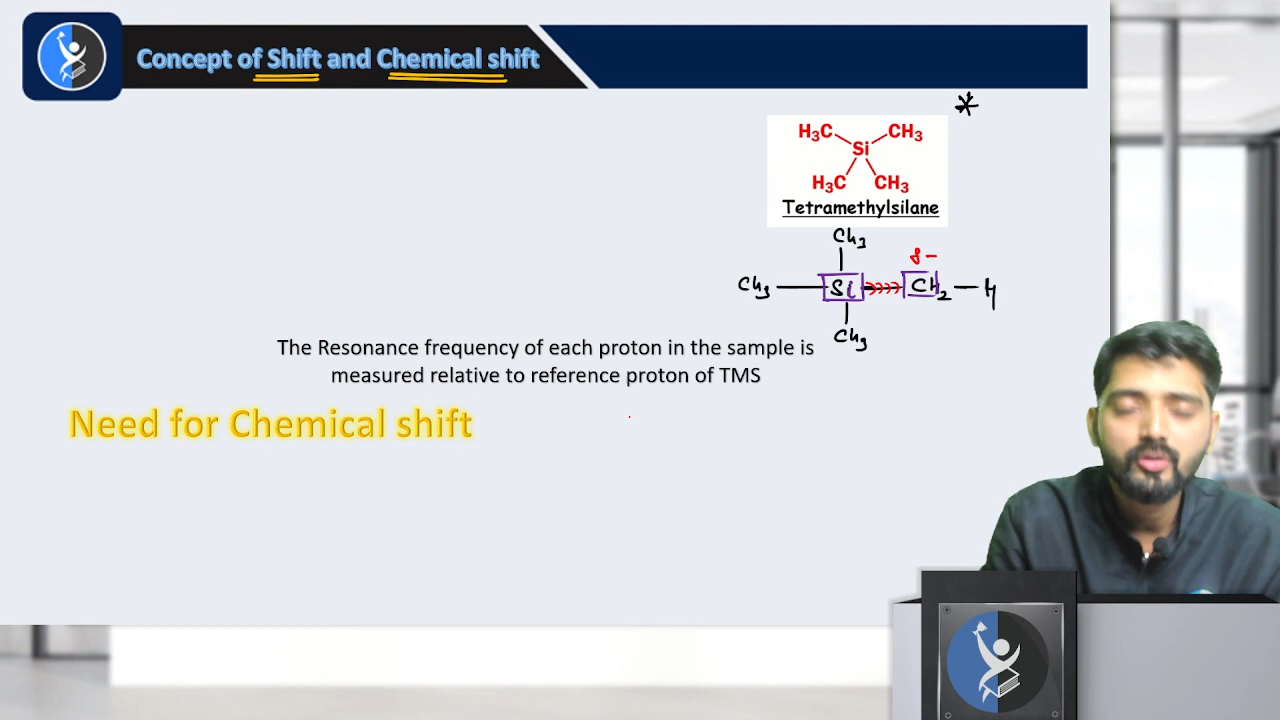 Concept of Shift and Chemical shift
*
H₃C CH₃
Si
H₃C CH₃
Tetramethylsilane
CH₃
δ-
CH₃ Si CH₂ H
CH₃
The Resonance frequency of each proton in the sample is
measured relative to reference proton of TMS
Need for Chemical shift